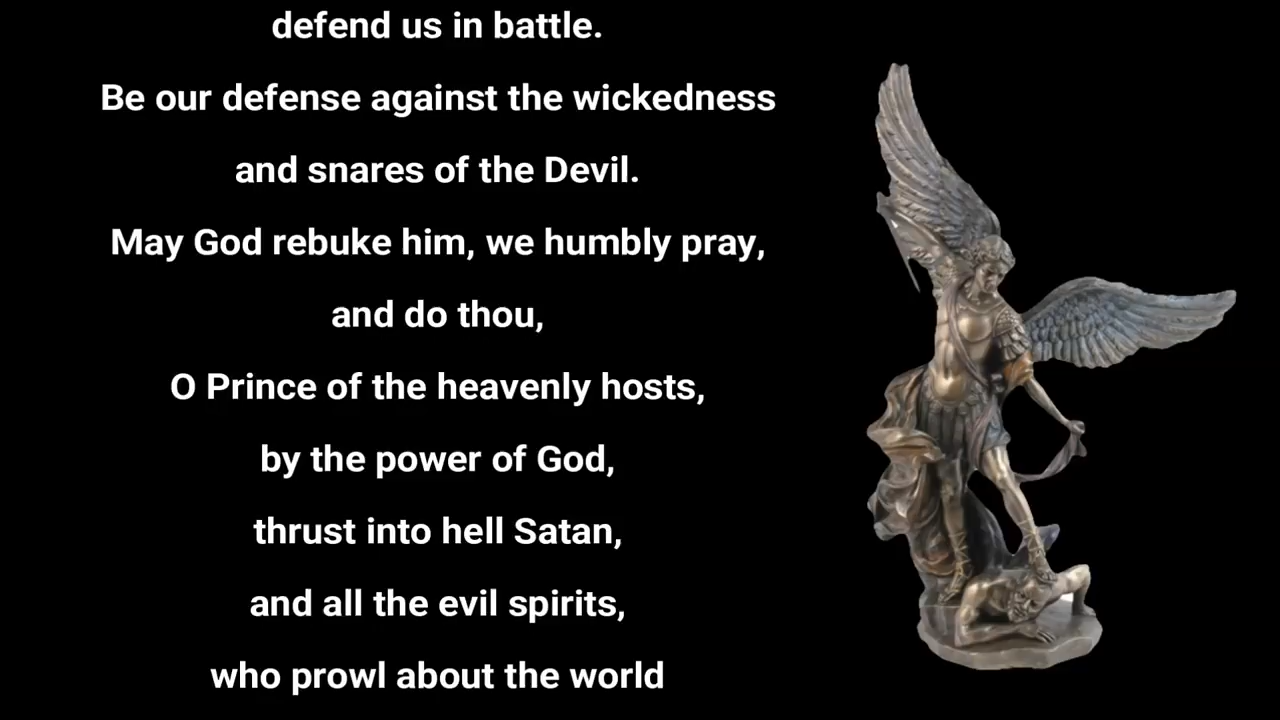 defend us in battle.
Be our defense against the wickedness
and snares of the Devil.
May God rebuke him, we humbly pray,
and do thou,
O Prince of the heavenly hosts,
by the power of God,
thrust into hell Satan,
and all the evil spirits,
who prowl about the world